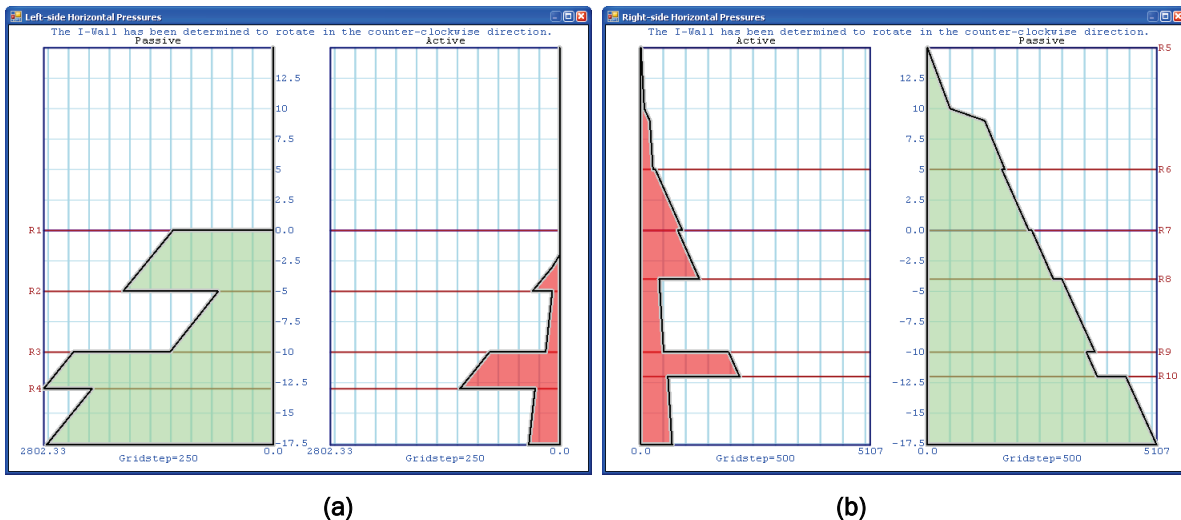 Left-side Horizontal Pressures
The I-Wall has been determined to rotate in the counter-clockwise direction.
Passive
Active
12.5
10
7.5
5
2.5
R1
0.0
-2.5
R2
-5
-7.5
R3
-10
R4
-12.5
-15
-17.5
2802.33
0.0
2802.33
0.0
Gridstep=250
Gridstep=250
(a)
Right-side Horizontal Pressures
The I-Wall has been determined to rotate in the counter-clockwise direction.
Active
Passive
R5
12.5
10
7.5
5
R6
2.5
0.0
R7
-2.5
R8
-5
-7.5
-10
R9
R10
-12.5
-15
-17.5
0.0
5107
0.0
5107
Gridstep=500
Gridstep=500
(b)